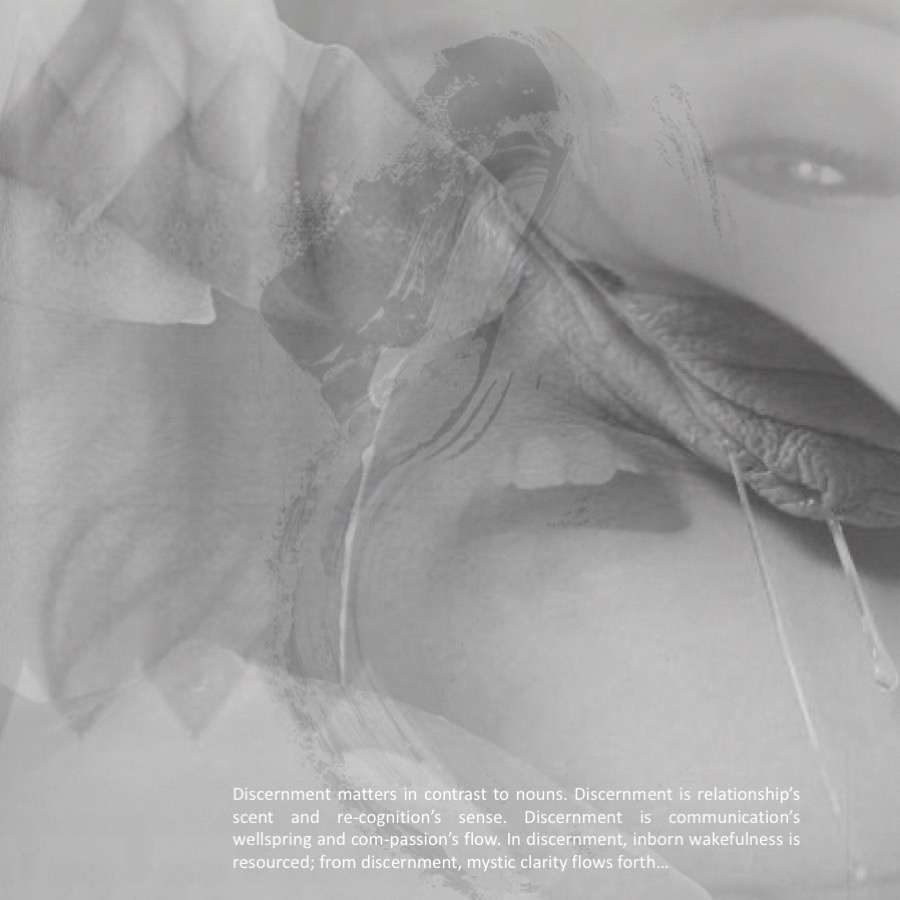 Discernment matters in contrast to nouns. Discernment is relationship’s
scent and re-cognition’s sense. Discernment is communication’s
wellspring and com-passion’s flow. In discernment, inborn wakefulness is
resourced; from discernment, mystic clarity flows forth…